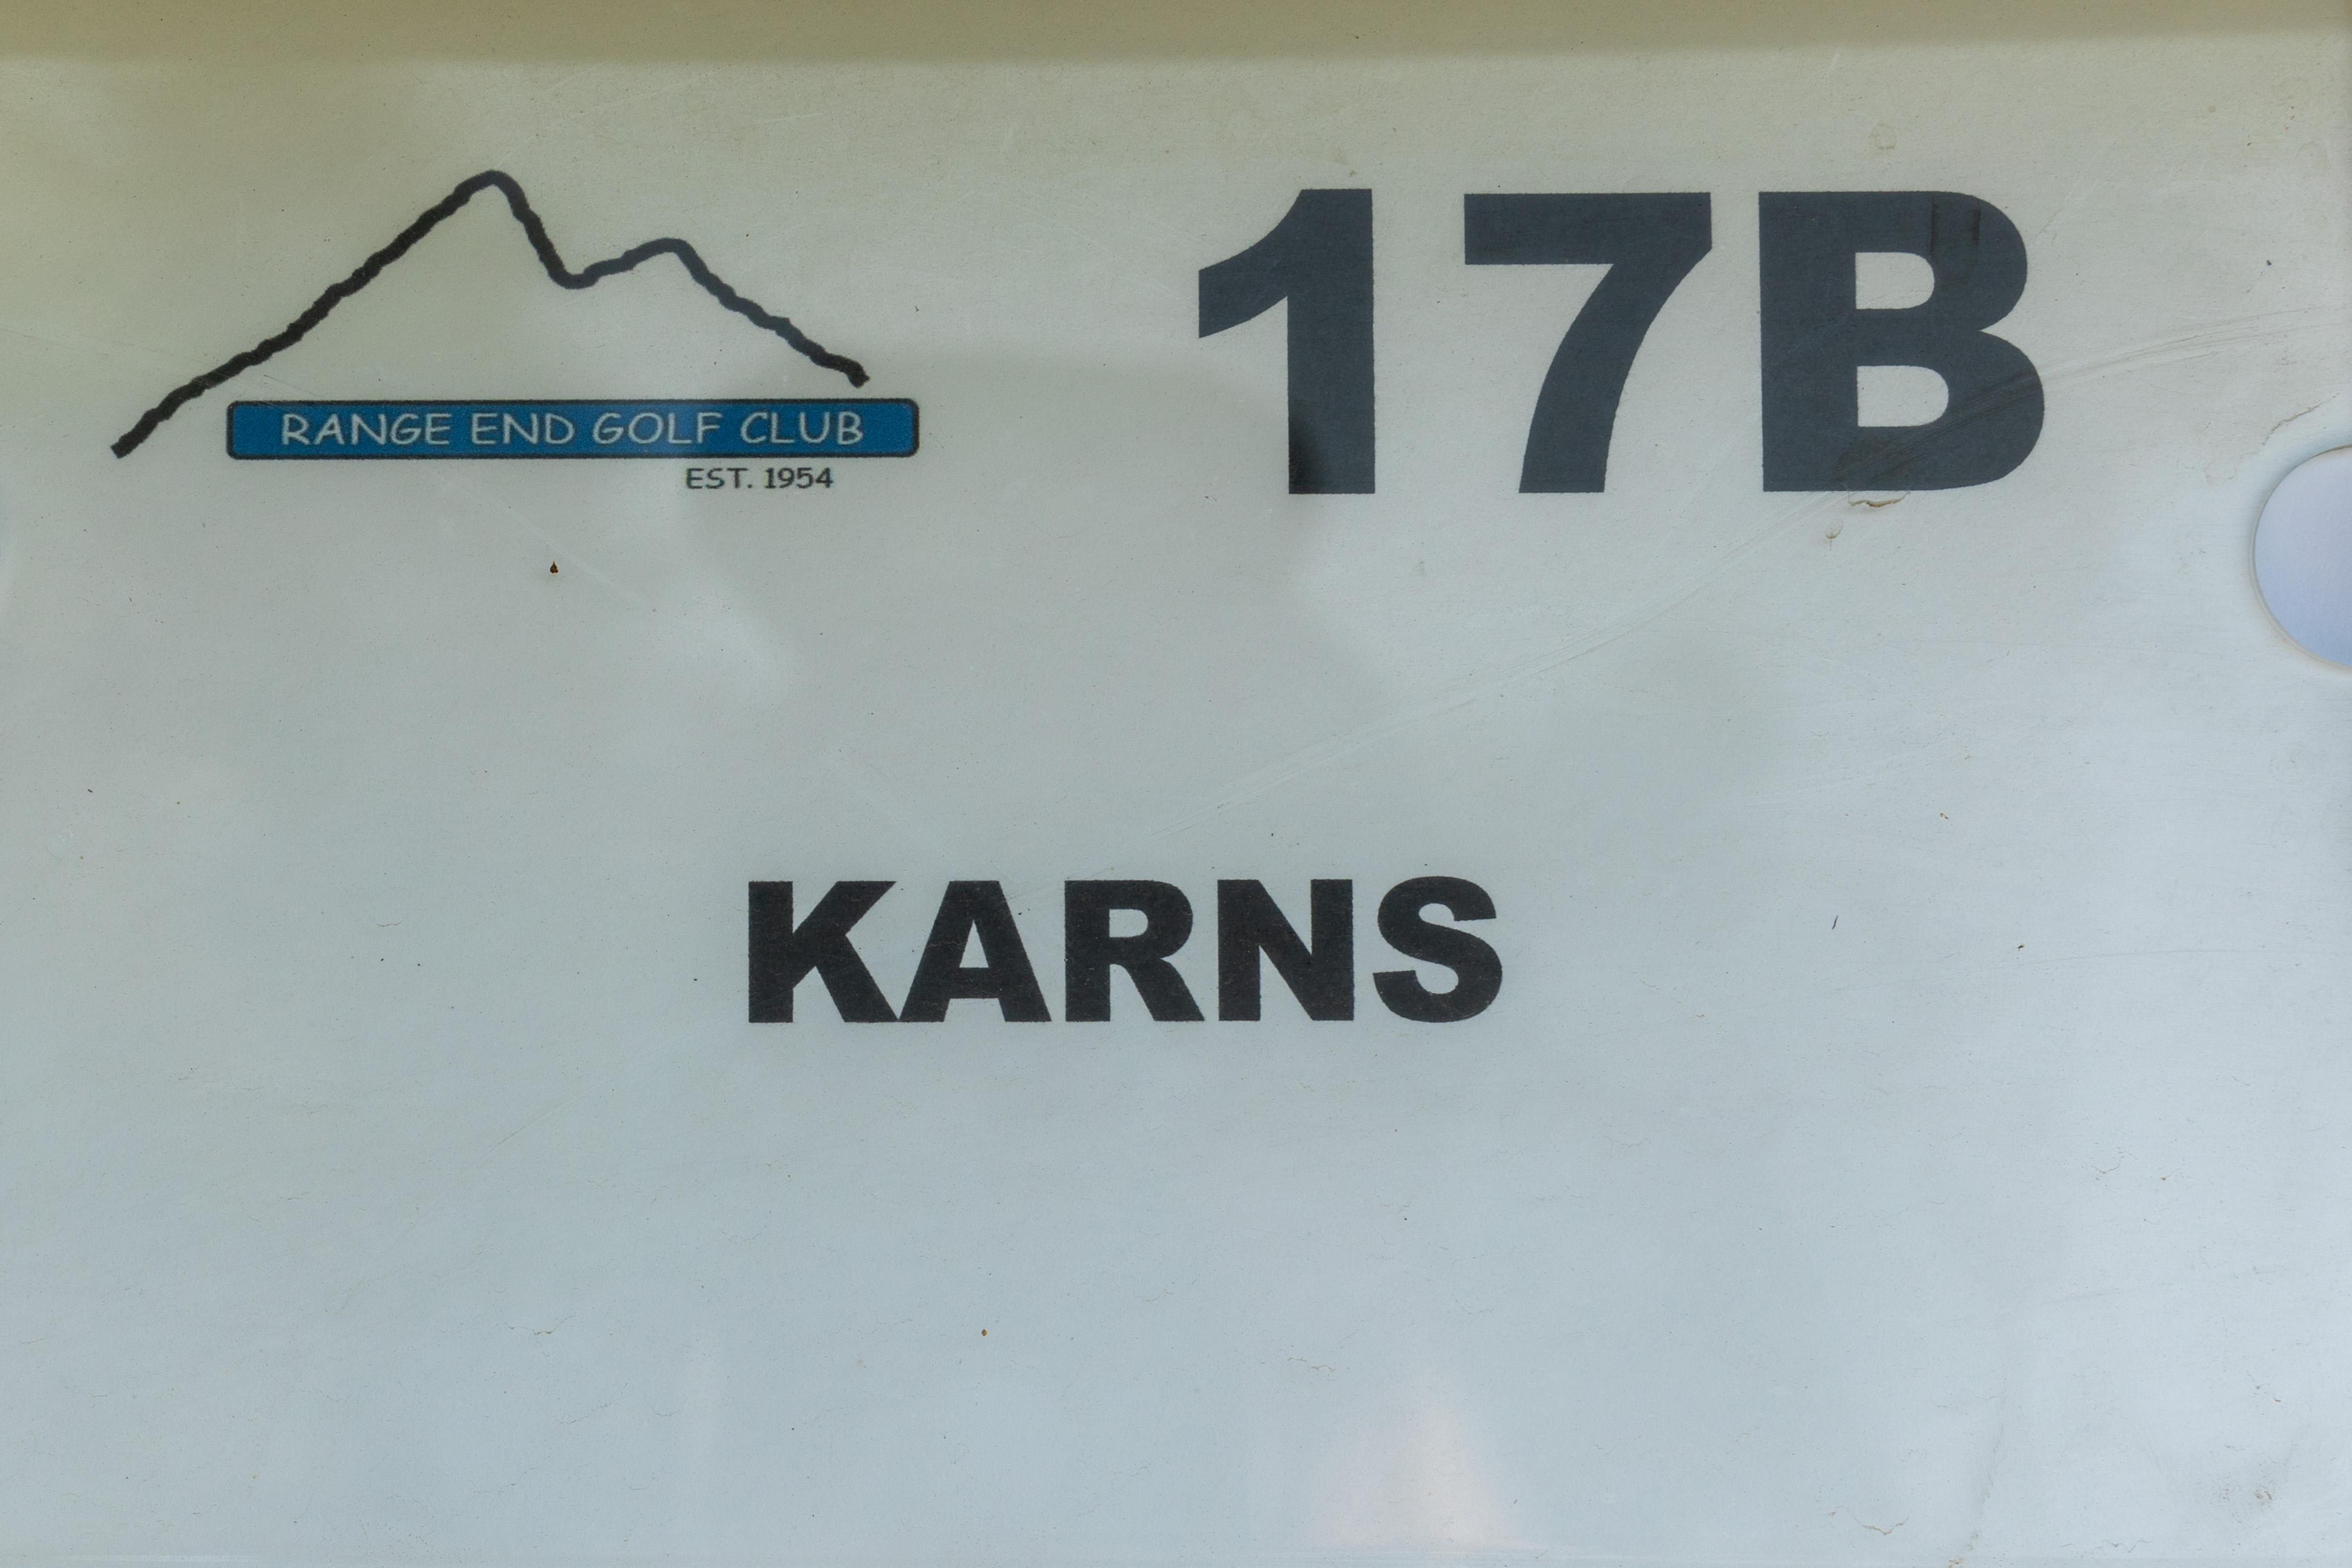 RANGE END GOLF CLUB
EST. 1954
17B
KARNS